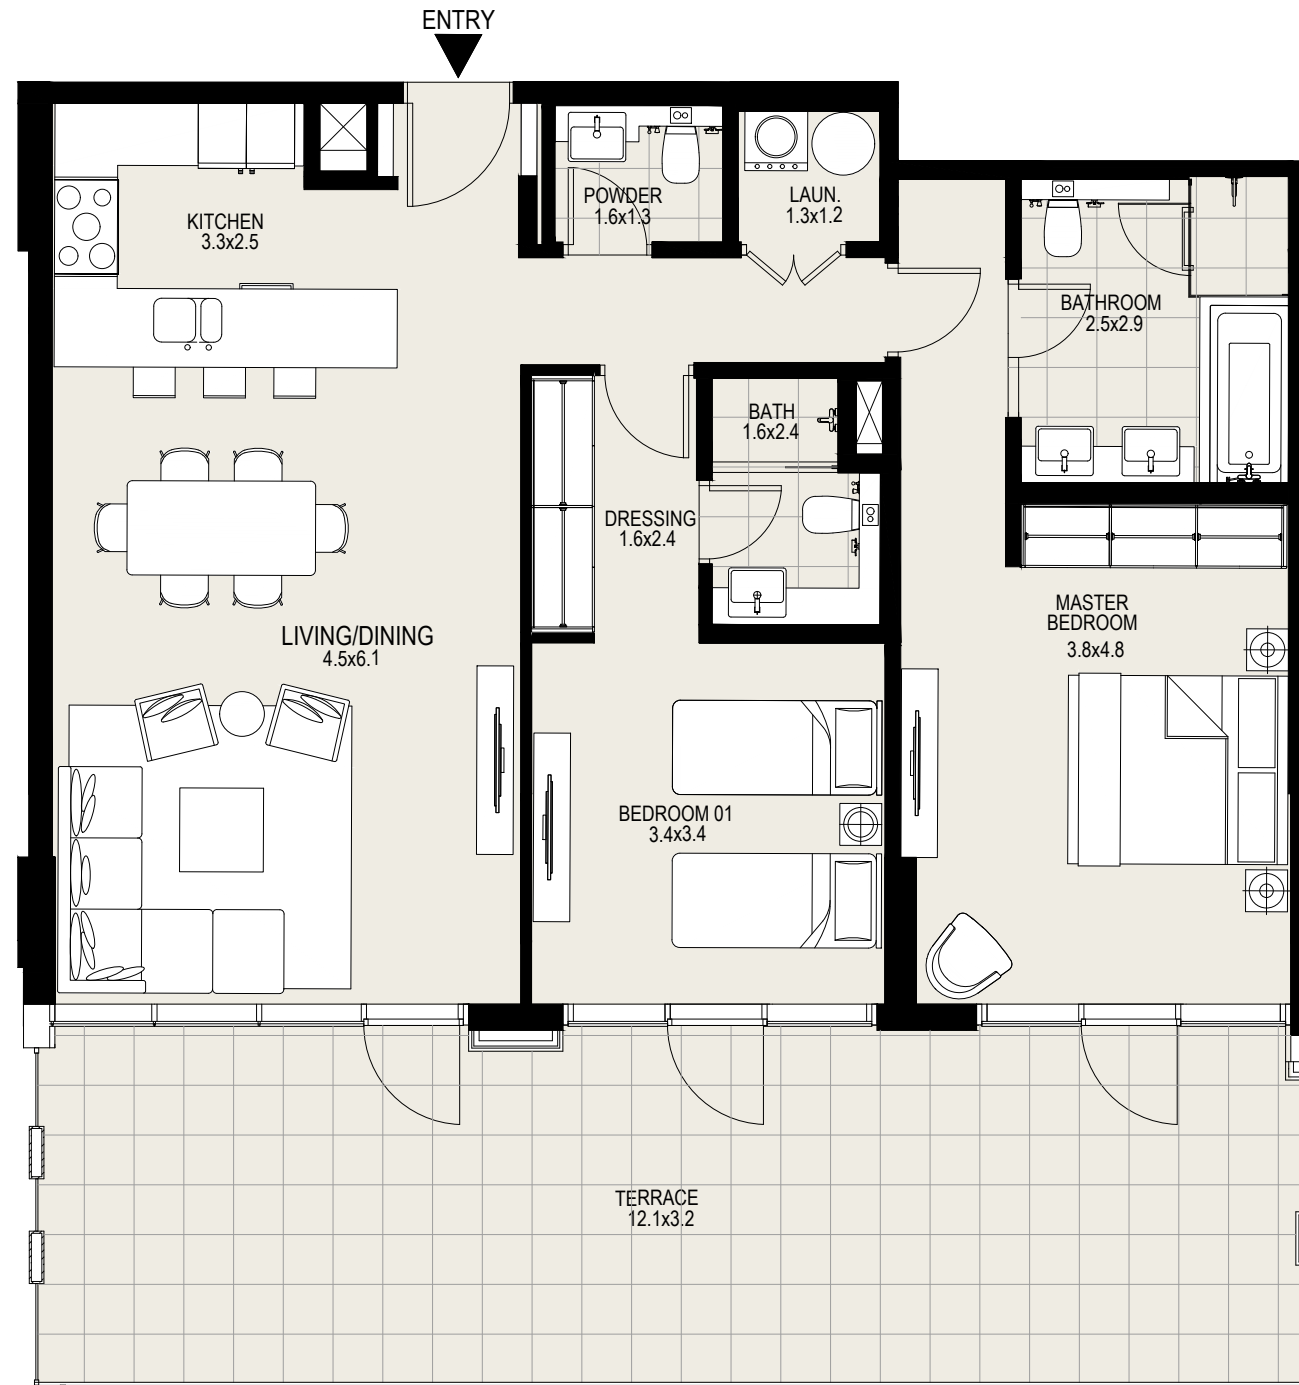 ENTRY
KITCHEN
3.3x2.5
POWDER
1.6x1.3
LAUN.
1.3x1.2
BATHROOM
2.5x2.9
BATH
1.6x2.4
DRESSING
1.6x2.4
MASTER
BEDROOM
3.8x4.8
LIVING/DINING
4.5x6.1
BEDROOM 01
3.4x3.4
TERRACE
12.1x3.2